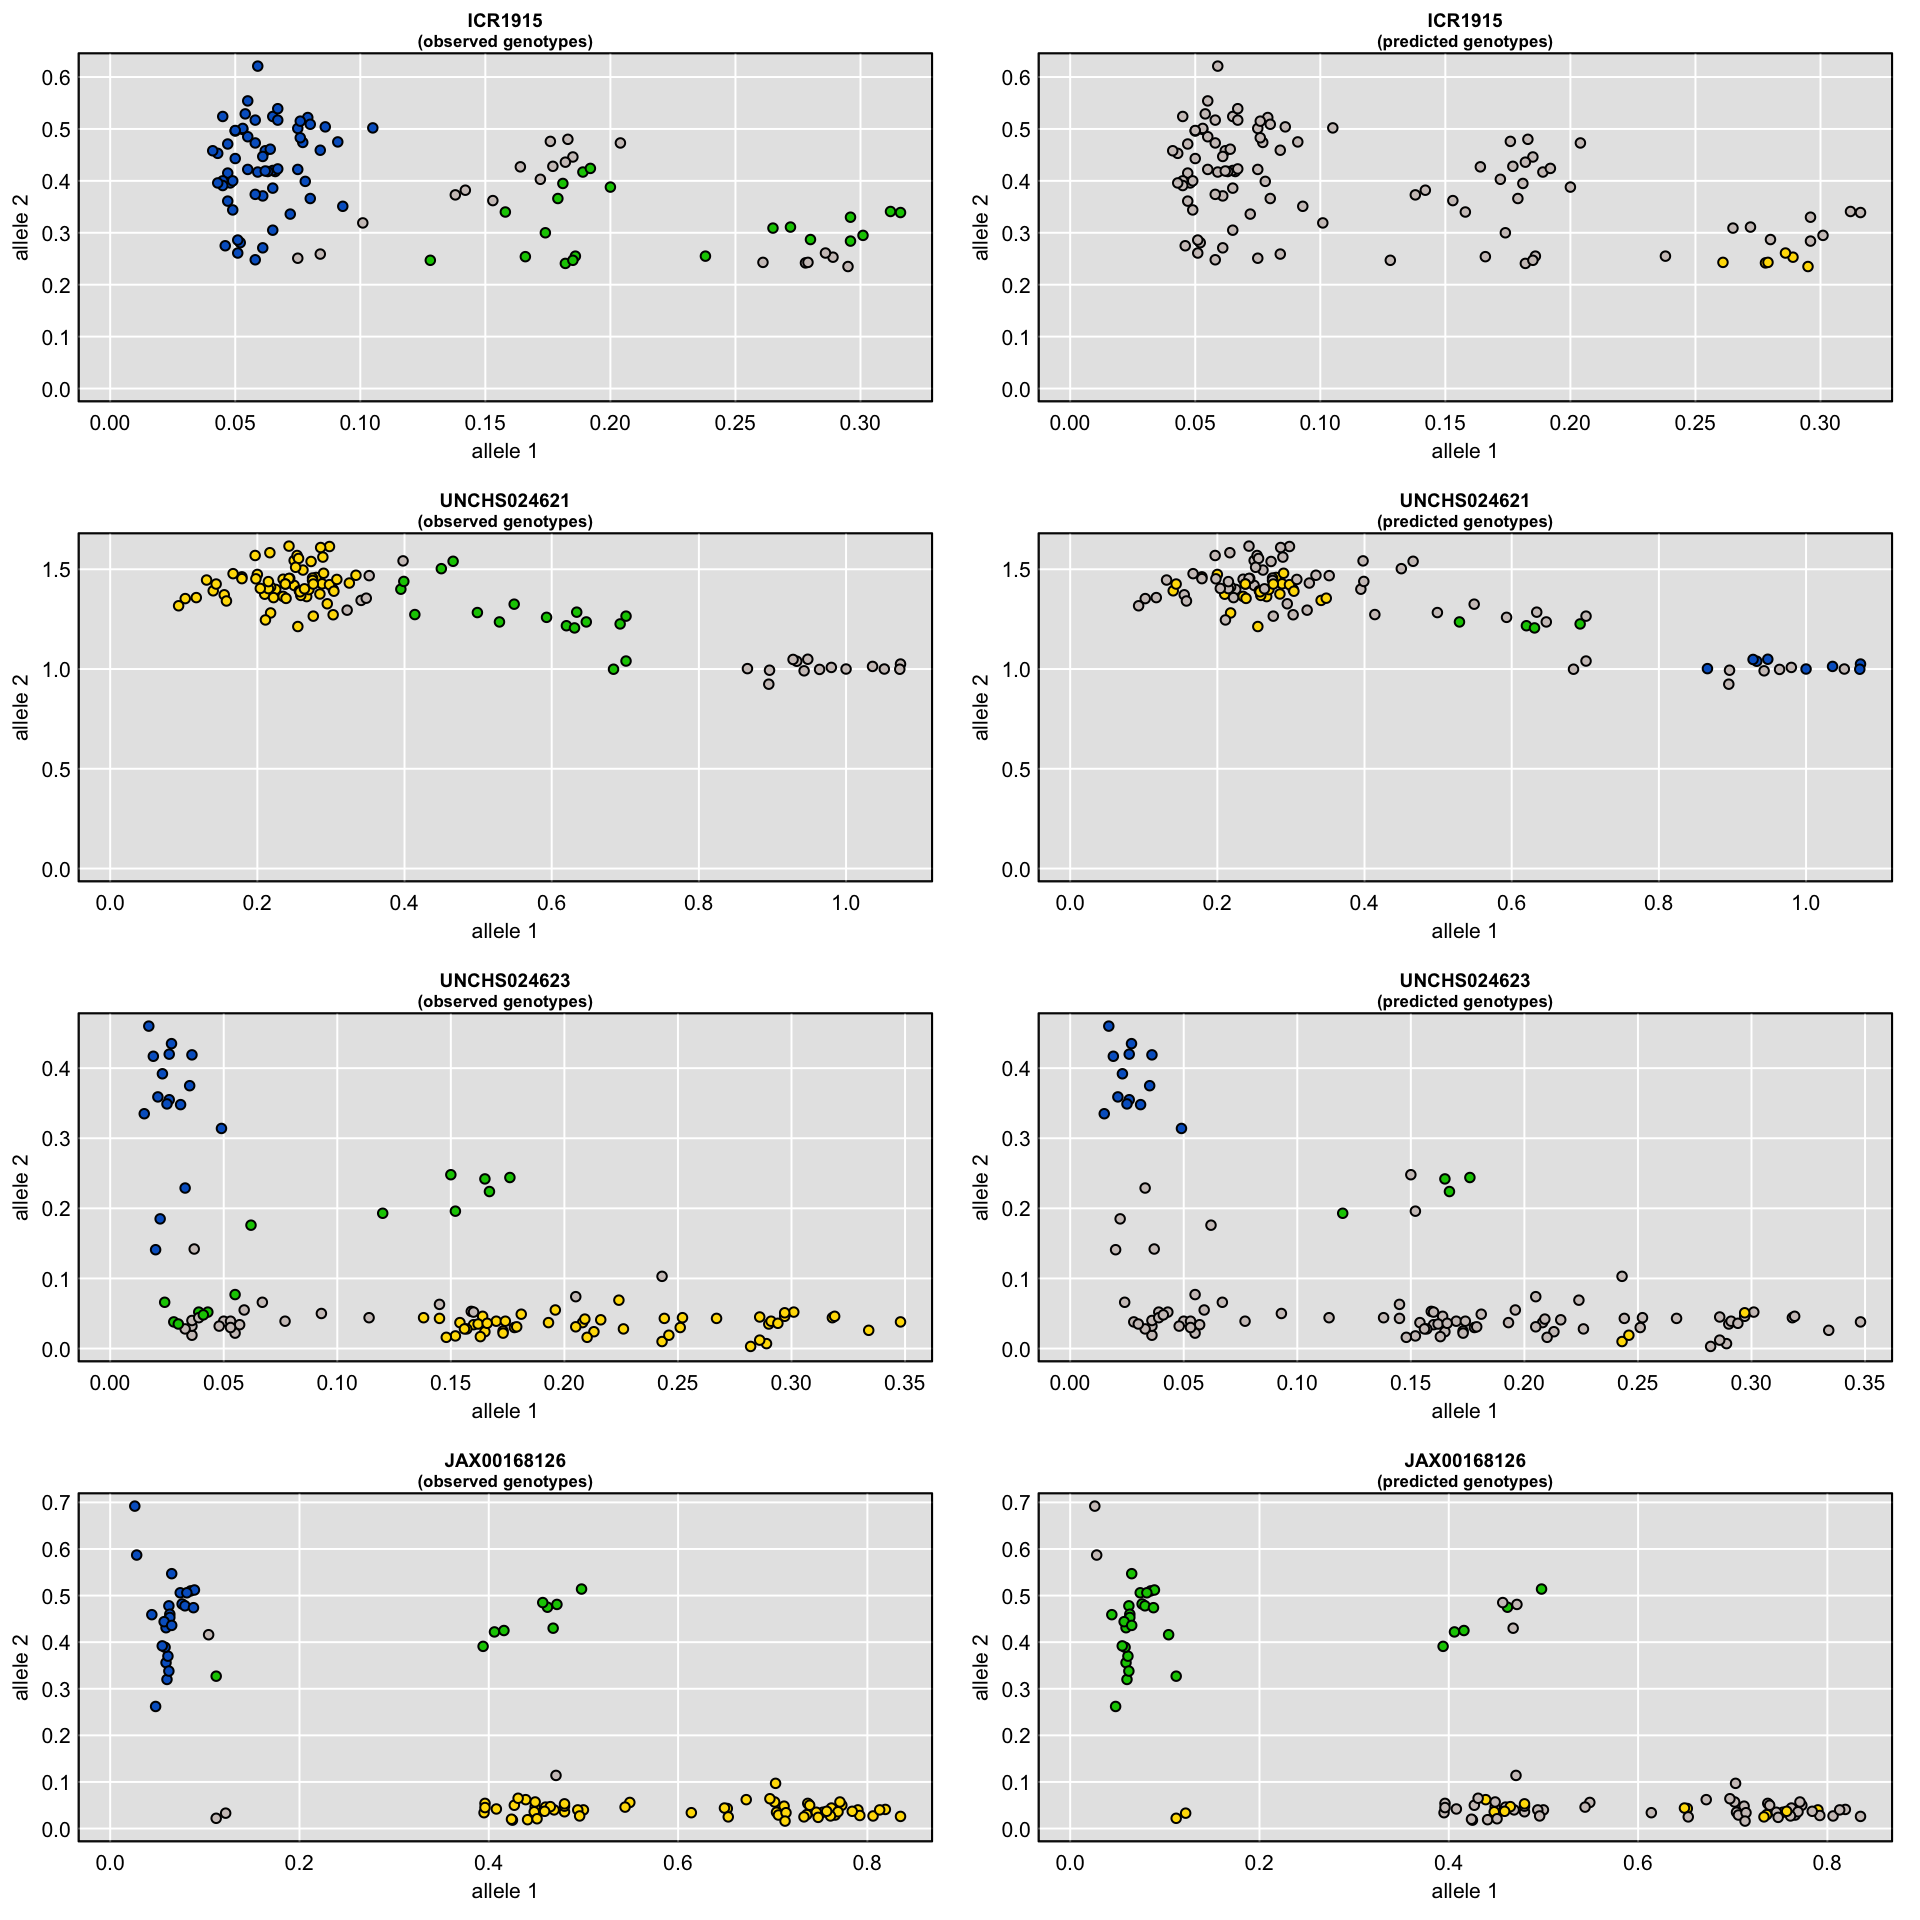 ICR1915
(observed genotypes)
0.6
0.5
0.4
0.3
0.2
0.1
0.0
allele 2
0.00 0.05 0.10 0.15 0.20 0.25 0.30
allele 1
ICR1915
(predicted genotypes)
0.6
0.5
0.4
0.3
0.2
0.1
0.0
allele 2
0.00 0.05 0.10 0.15 0.20 0.25 0.30
allele 1
UNCHS024621
(observed genotypes)
1.5
1.0
0.5
0.0
allele 2
0.0 0.2 0.4 0.6 0.8 1.0
allele 1
UNCHS024621
(predicted genotypes)
1.5
1.0
0.5
0.0
allele 2
0.0 0.2 0.4 0.6 0.8 1.0
allele 1
UNCHS024623
(observed genotypes)
0.4
0.3
0.2
0.1
0.0
allele 2
0.00 0.05 0.10 0.15 0.20 0.25 0.30 0.35
allele 1
UNCHS024623
(predicted genotypes)
0.4
0.3
0.2
0.1
0.0
allele 2
0.00 0.05 0.10 0.15 0.20 0.25 0.30 0.35
allele 1
JAX00168126
(observed genotypes)
0.7
0.6
0.5
0.4
0.3
0.2
0.1
0.0
allele 2
0.0 0.2 0.4 0.6 0.8
allele 1
JAX00168126
(predicted genotypes)
0.7
0.6
0.5
0.4
0.3
0.2
0.1
0.0
allele 2
0.0 0.2 0.4 0.6 0.8
allele 1